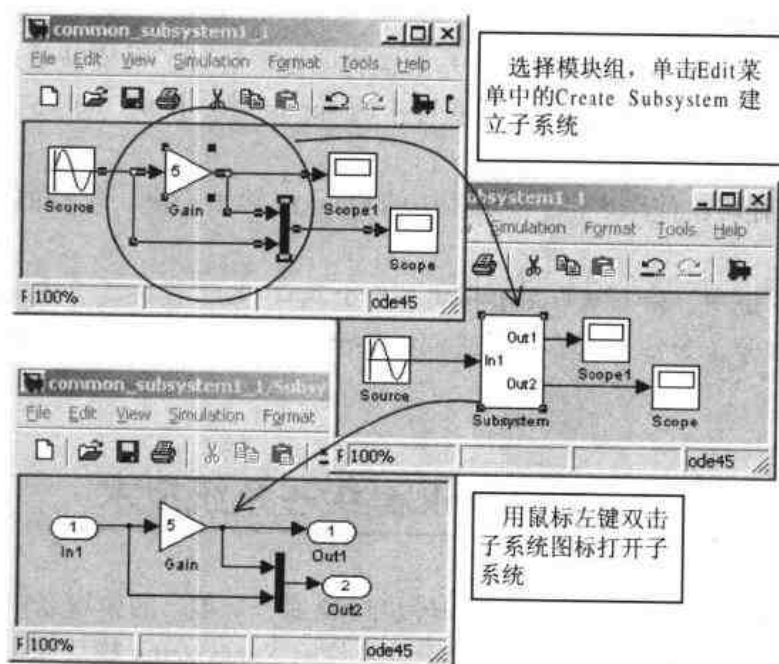 common_subsystem1_1
File Edit View Simulation Format Tools Help
Source
5
Gain
Scope1
Scope
100%
ode45
选择模块组，单击Edit菜
单中的Create Subsystem 建
立子系统
ubsystem1_1
Simulation Format Tools Help
Source
In1
Out1
Out2
Subsystem
Scope1
Scope
100%
ode45
common_subsystem1_1/Subsy
File Edit View Simulation Format
1
In1
5
Gain
1
Out1
2
Out2
100%
ode45
用鼠标左键双击
子系统图标打开子
系统